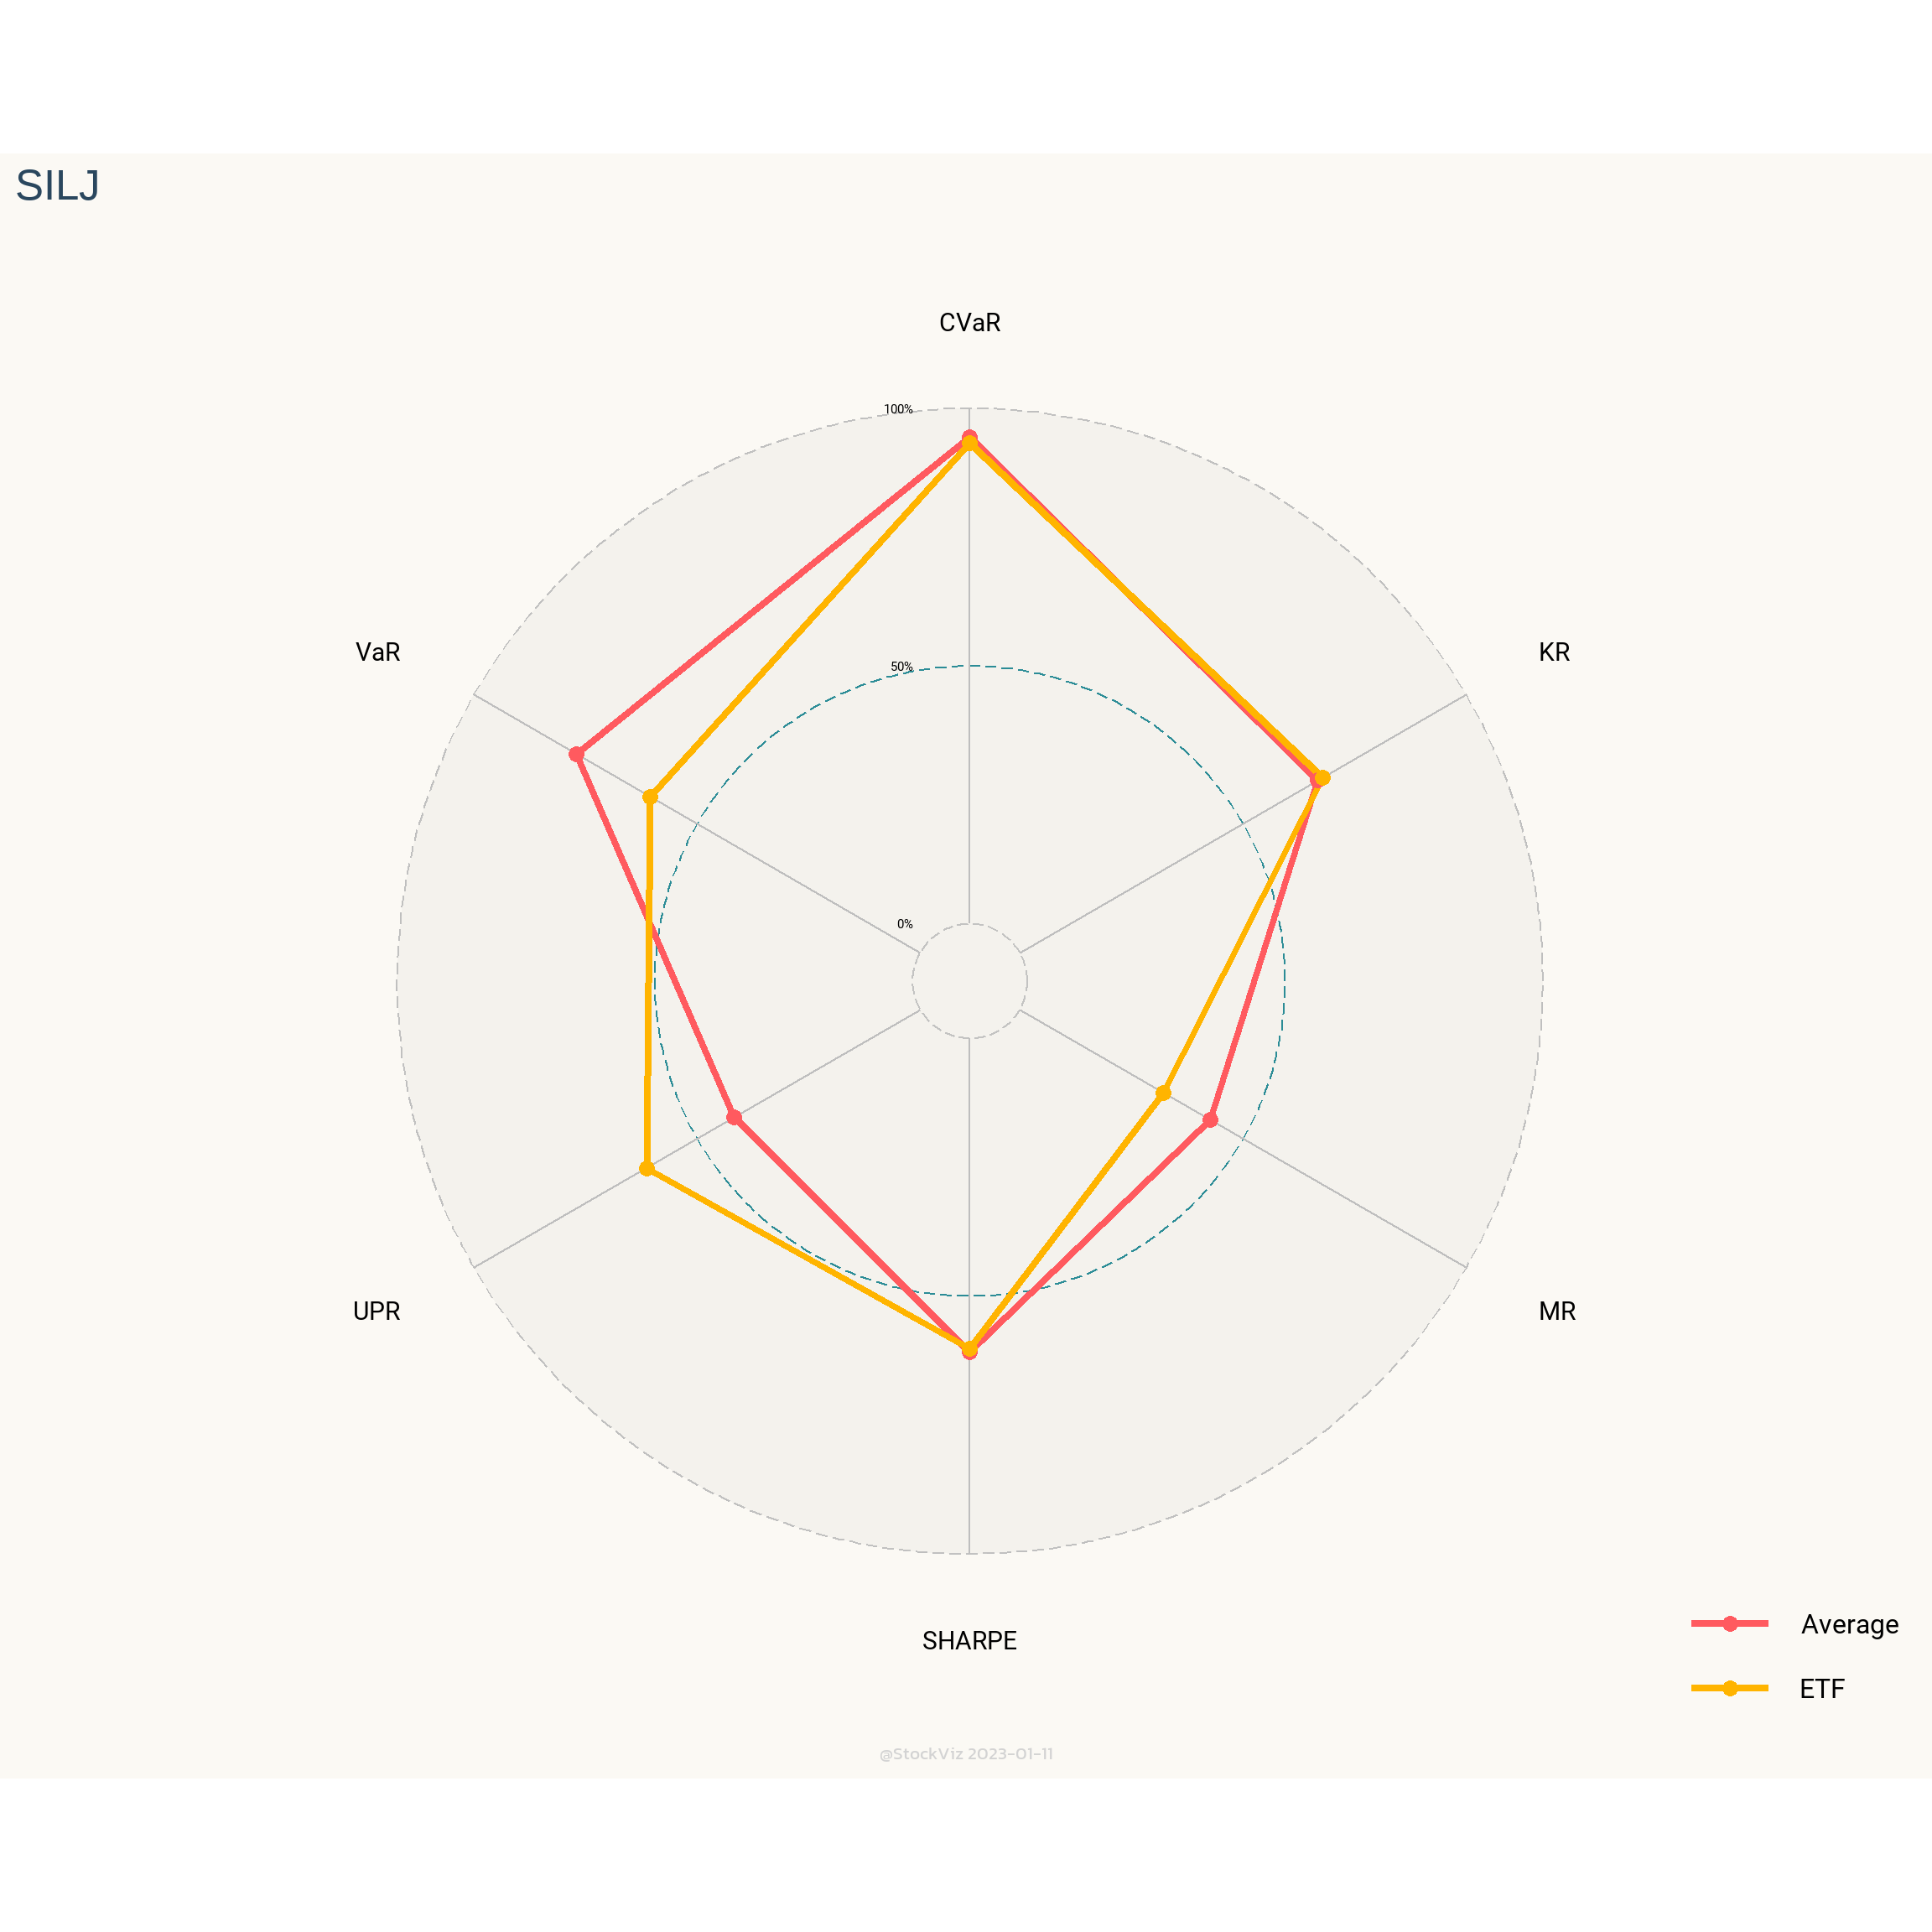 SILJ
CVaR
100%
KR
VaR
50%
0%
UPR
MR
SHARPE
Average
ETF
@StockViz 2023-01-11